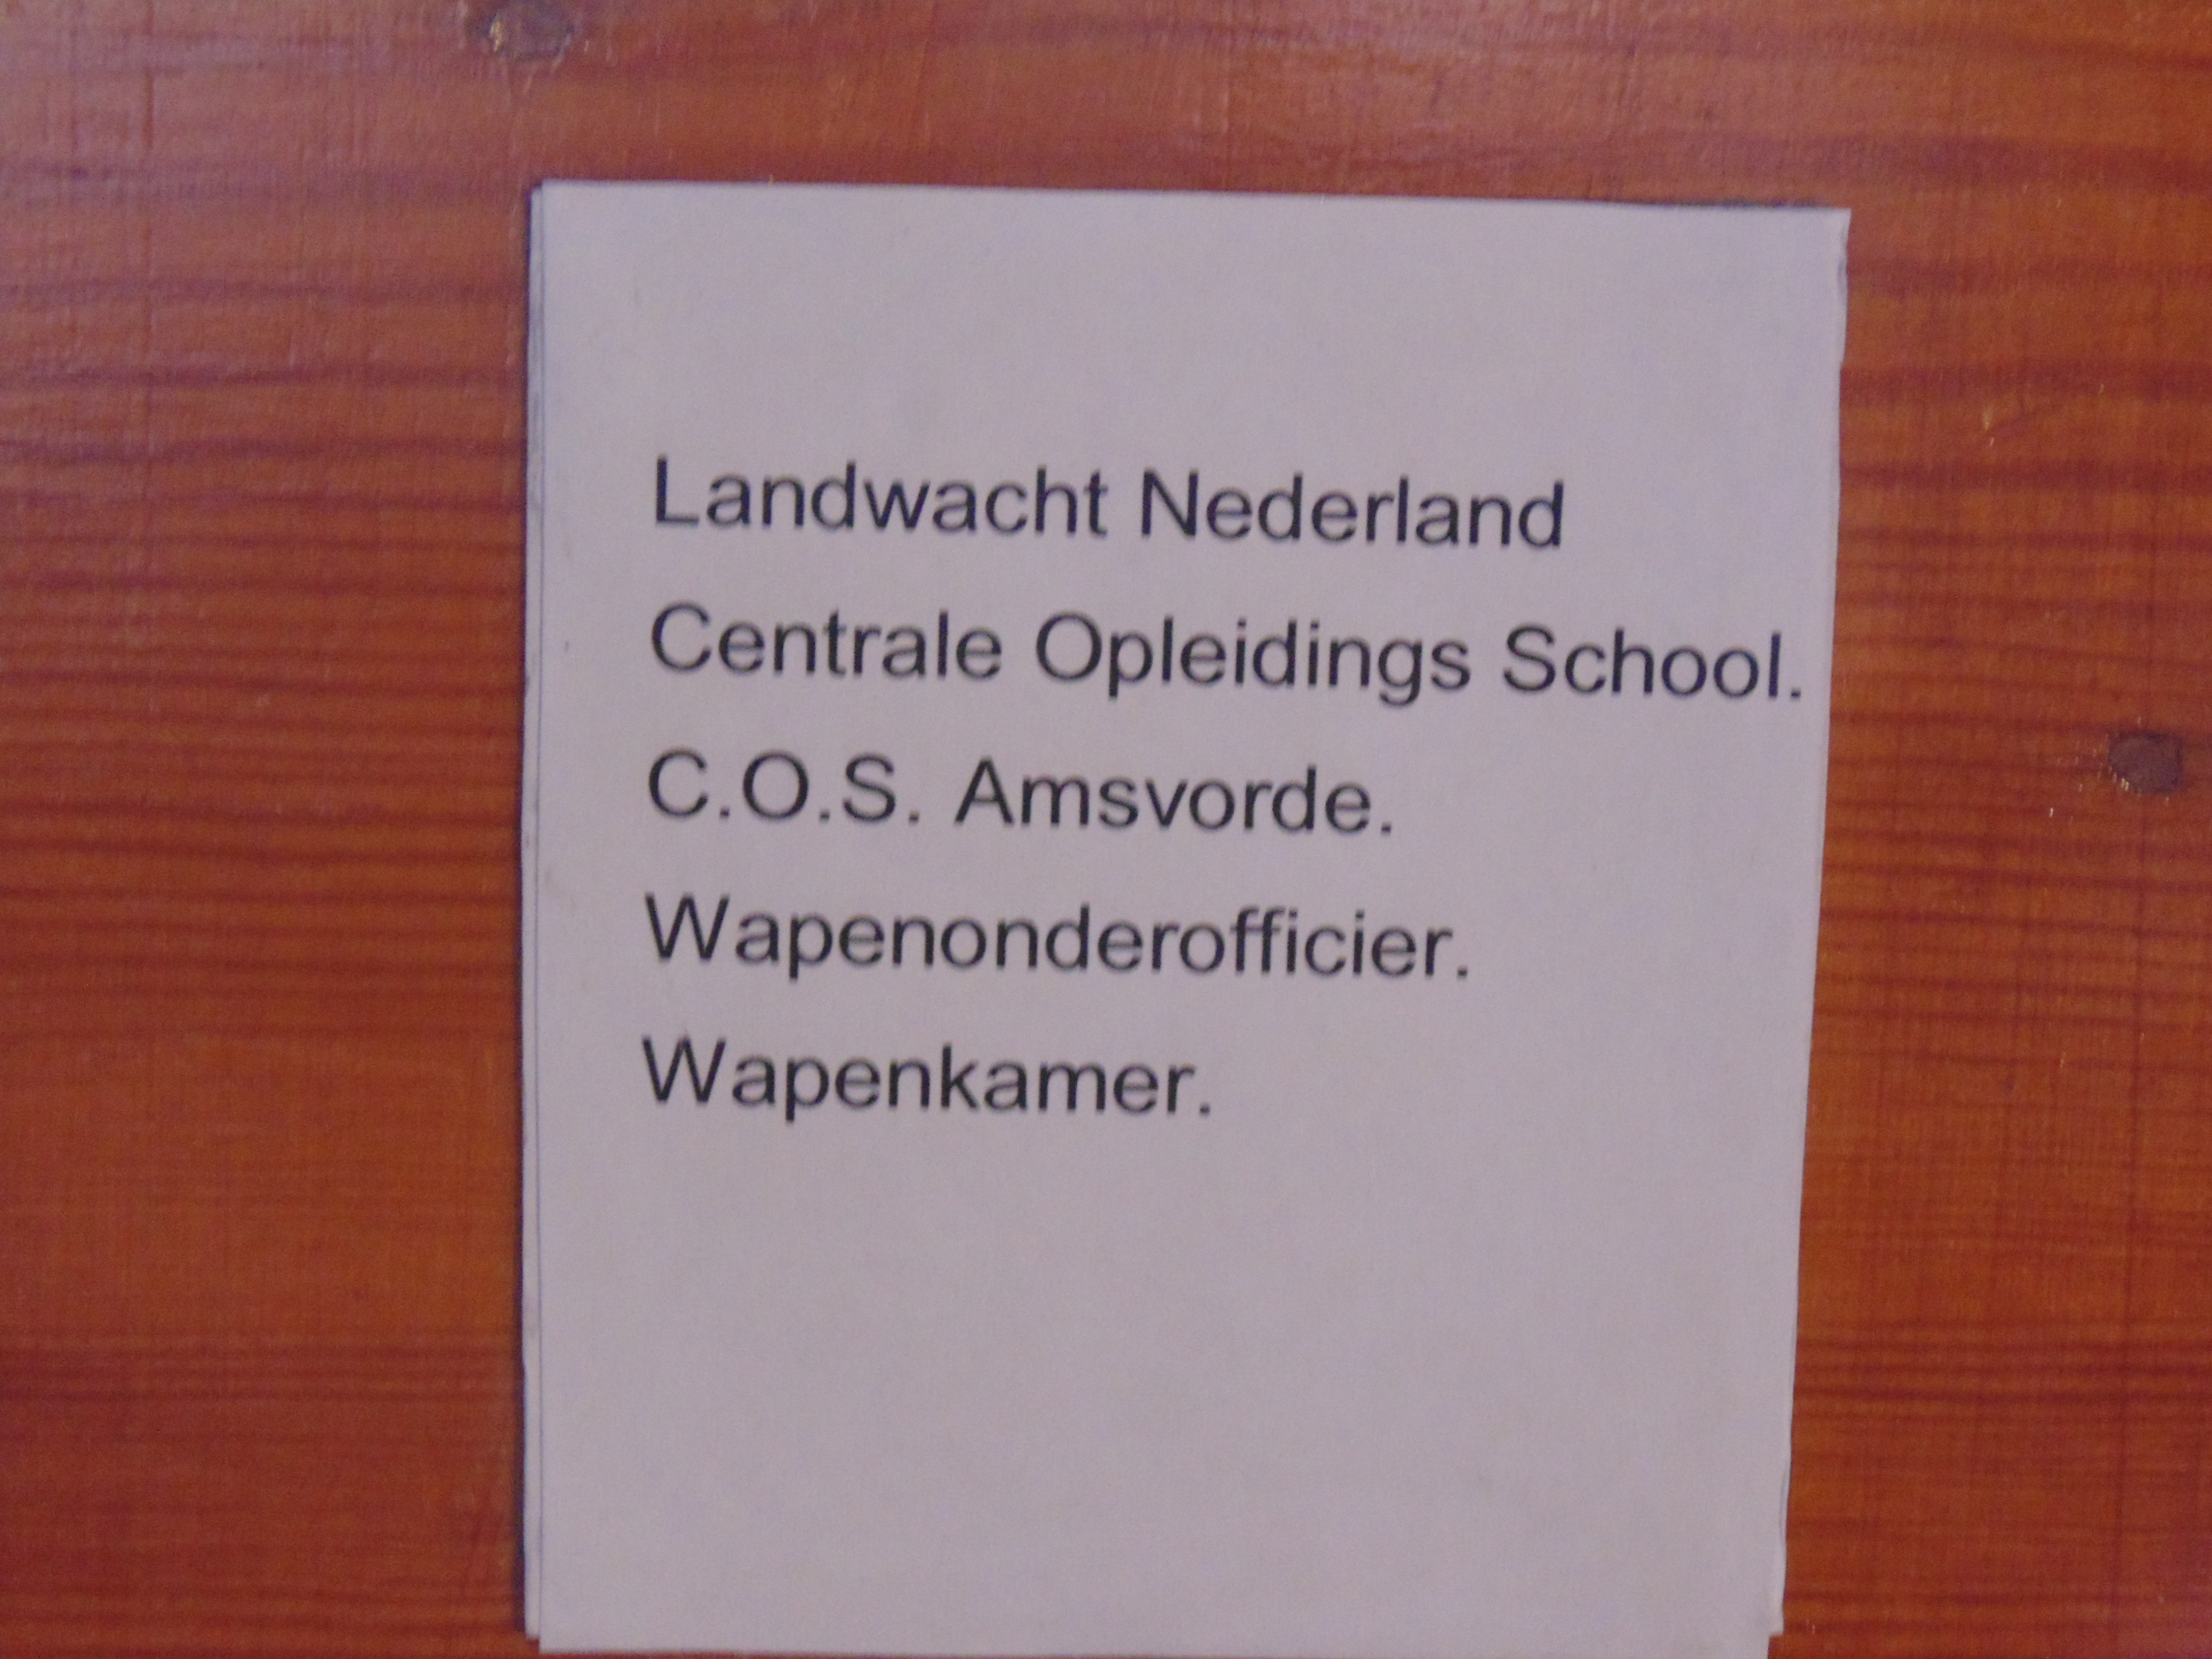 Landwacht Nederland
Centrale Opleidings School.
C.O.S. Amsvorde.
Wapenonderofficier.
Wapenkamer.